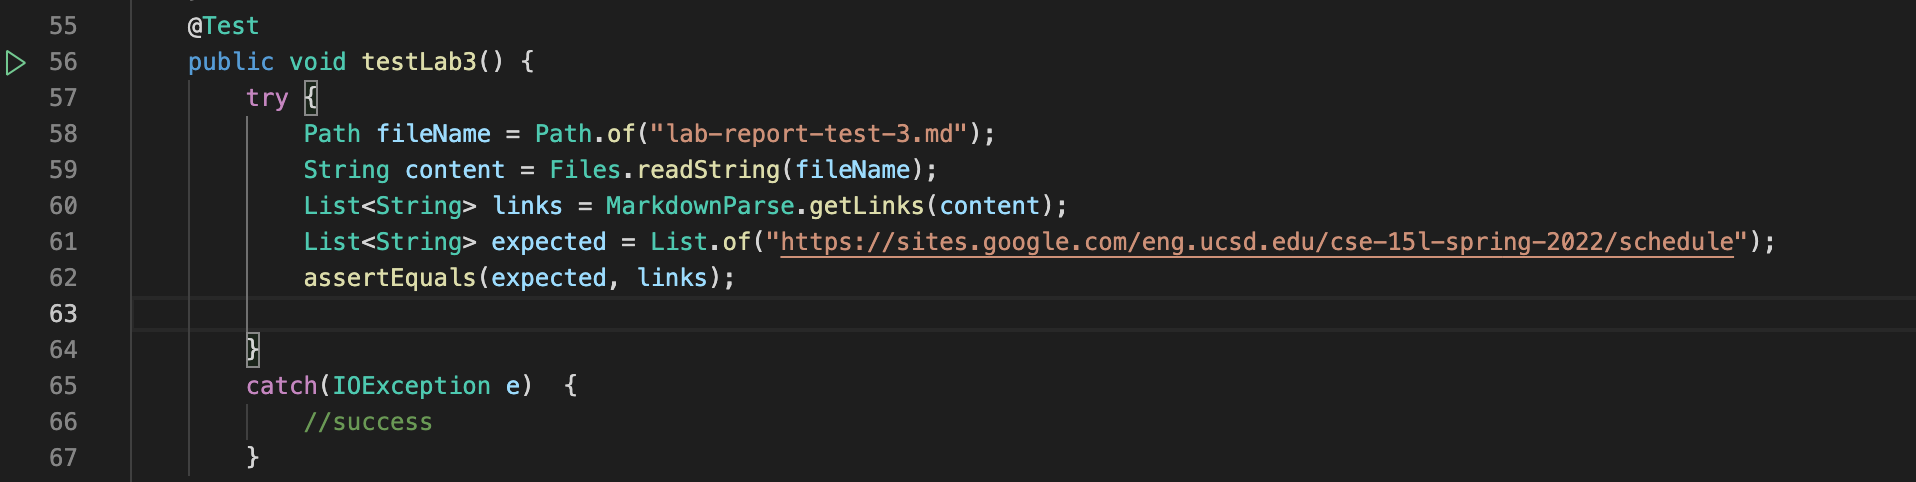 55 @Test
56 public void testLab3() {
57 try {
58 Path fileName = Path.of("lab-report-test-3.md");
59 String content = Files.readString(fileName);
60 List<String> links = MarkdownParse.getLinks(content);
61 List<String> expected = List.of("https://sites.google.com/eng.ucsd.edu/cse-15l-spring-2022/schedule");
62 assertEquals(expected, links);
63
64 }
65 catch(IOException e)  {
66 //success
67 }